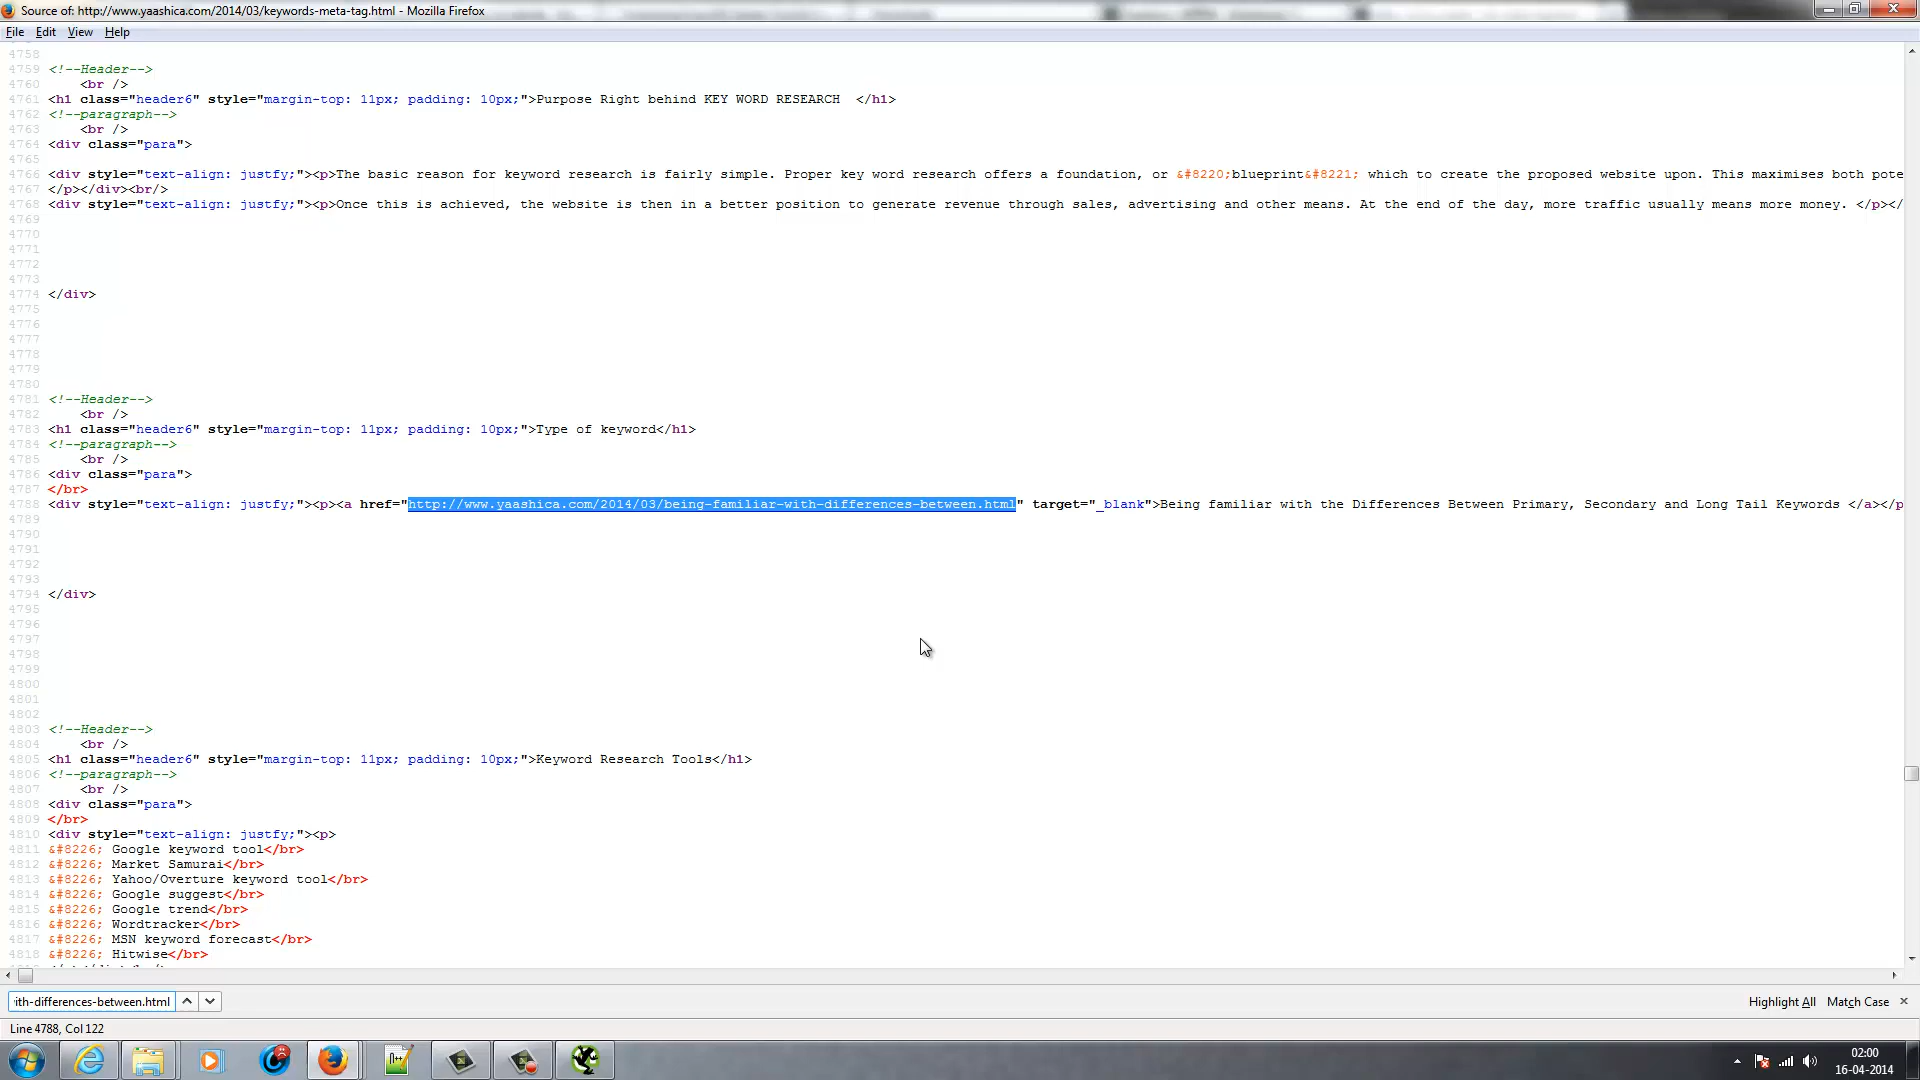 Source of: http://www.yaashica.com/2014/03/keywords-meta-tag.html - Mozilla Firefox
File Edit View Help
4758
4759 <!--Header-->
4760 <br />
4761 <h1 class="header6" style="margin-top: 11px; padding: 10px;">Purpose Right behind KEY WORD RESEARCH </h1>
4762 <!--paragraph-->
4763 <br />
4764 <div class="para">
4765
4766 <div style="text-align: justfy;"><p>The basic reason for keyword research is fairly simple. Proper key word research offers a foundation, or &#8220;blueprint&#8221; which to create the proposed website upon. This maximises both pote
4767 </p></div><br/>
4768 <div style="text-align: justfy;"><p>Once this is achieved, the website is then in a better position to generate revenue through sales, advertising and other means. At the end of the day, more traffic usually means more money. </p></
4769
4770
4771
4772
4773
4774 </div>
4775
4776
4777
4778
4779
4780
4781 <!--Header-->
4782 <br />
4783 <h1 class="header6" style="margin-top: 11px; padding: 10px;">Type of keyword</h1>
4784 <!--paragraph-->
4785 <br />
4786 <div class="para">
4787 </br>
4788 <div style="text-align: justfy;"><p><a href="http://www.yaashica.com/2014/03/being-familiar-with-differences-between.html" target="_blank">Being familiar with the Differences Between Primary, Secondary and Long Tail Keywords </a></p
4789
4790
4791
4792
4793
4794 </div>
4795
4796
4797
4798
4799
4800
4801
4802
4803 <!--Header-->
4804 <br />
4805 <h1 class="header6" style="margin-top: 11px; padding: 10px;">Keyword Research Tools</h1>
4806 <!--paragraph-->
4807 <br />
4808 <div class="para">
4809 </br>
4810 <div style="text-align: justfy;"><p>
4811 &#8226; Google keyword tool</br>
4812 &#8226; Market Samurai</br>
4813 &#8226; Yahoo/Overture keyword tool</br>
4814 &#8226; Google suggest</br>
4815 &#8226; Google trend</br>
4816 &#8226; Wordtracker</br>
4817 &#8226; MSN keyword forecast</br>
4818 &#8226; Hitwise</br>
ith-differences-between.html Highlight All Match Case
Line 4788, Col 122
02:00
16-04-2014